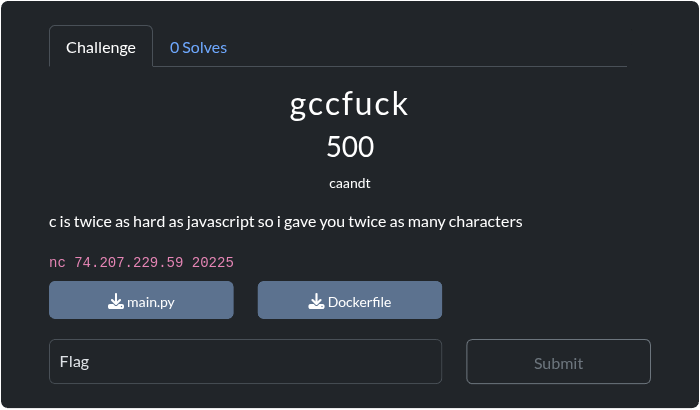 Challenge 0 Solves
gccfuck
500
caandt
c is twice as hard as javascript so i gave you twice as many characters
nc 74.207.229.59 20225
main.py Dockerfile
Flag Submit